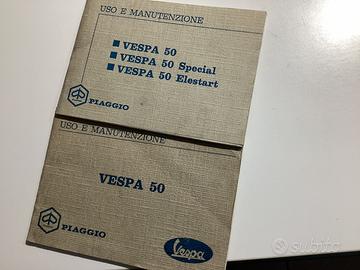 USO E MANUTENZIONE
VESPA 50
VESPA 50 Special
VESPA 50 Elestart
PIAGGIO
USO E MANUTENZIONE
VESPA 50
PIAGGIO
Vespa
subito